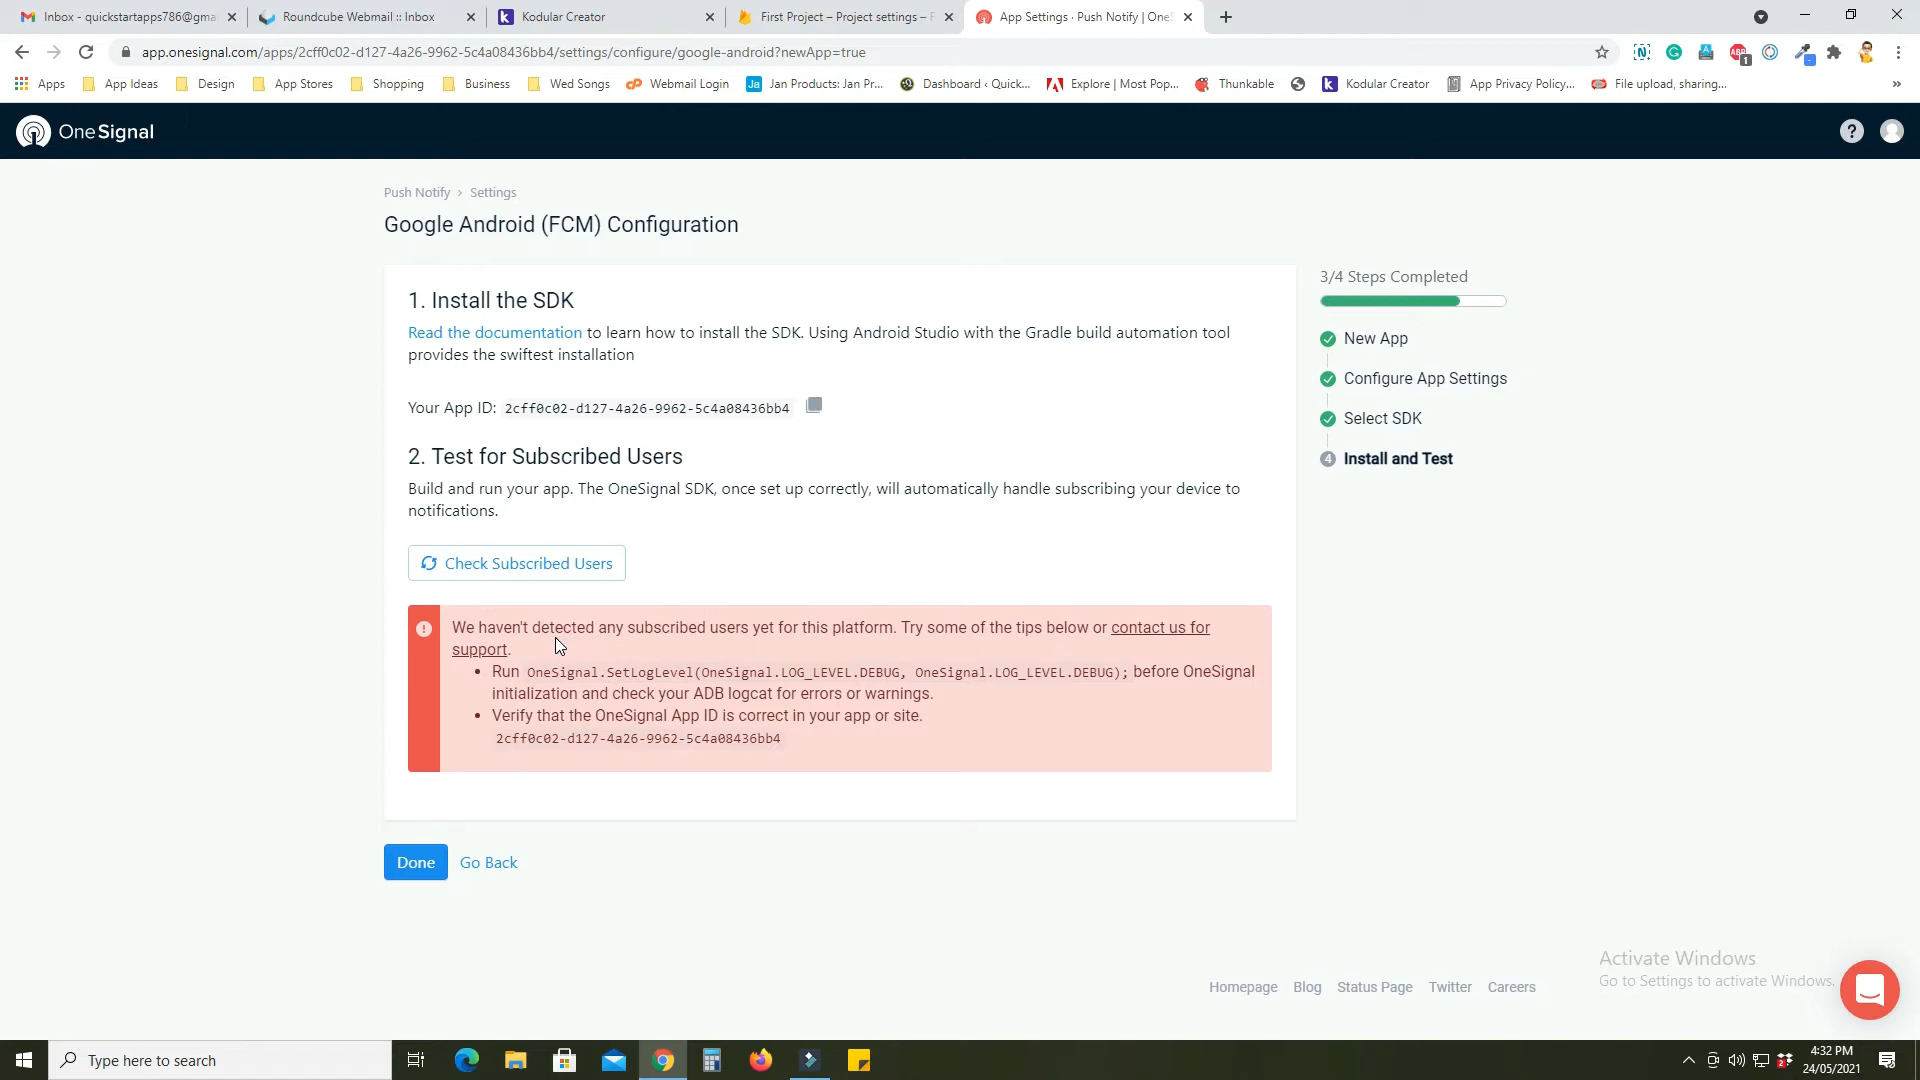 Inbox - quickstartapps786@gma
Roundcube Webmail :: Inbox
Kodular Creator
First Project – Project settings – F
App Settings · Push Notify | OneS
app.onesignal.com/apps/2cff0c02-d127-4a26-9962-5c4a08436bb4/settings/configure/google-android?newApp=true
Apps
App Ideas
Design
App Stores
Shopping
Business
Wed Songs
Webmail Login
Jan Products: Jan Pr...
Dashboard ‹ Quick...
Explore | Most Pop...
Thunkable
Kodular Creator
App Privacy Policy...
File upload, sharing...
OneSignal
Push Notify › Settings
Google Android (FCM) Configuration
1. Install the SDK
Read the documentation to learn how to install the SDK. Using Android Studio with the Gradle build automation tool
provides the swiftest installation
Your App ID: 2cff0c02-d127-4a26-9962-5c4a08436bb4
2. Test for Subscribed Users
Build and run your app. The OneSignal SDK, once set up correctly, will automatically handle subscribing your device to
notifications.
Check Subscribed Users
We haven't detected any subscribed users yet for this platform. Try some of the tips below or contact us for
support.
• Run OneSignal.SetLogLevel(OneSignal.LOG_LEVEL.DEBUG, OneSignal.LOG_LEVEL.DEBUG); before OneSignal
initialization and check your ADB logcat for errors or warnings.
• Verify that the OneSignal App ID is correct in your app or site.
2cff0c02-d127-4a26-9962-5c4a08436bb4
Done
Go Back
3/4 Steps Completed
New App
Configure App Settings
Select SDK
4 Install and Test
Activate Windows
Go to Settings to activate Windows.
Homepage
Blog
Status Page
Twitter
Careers
Type here to search
4:32 PM
24/05/2021